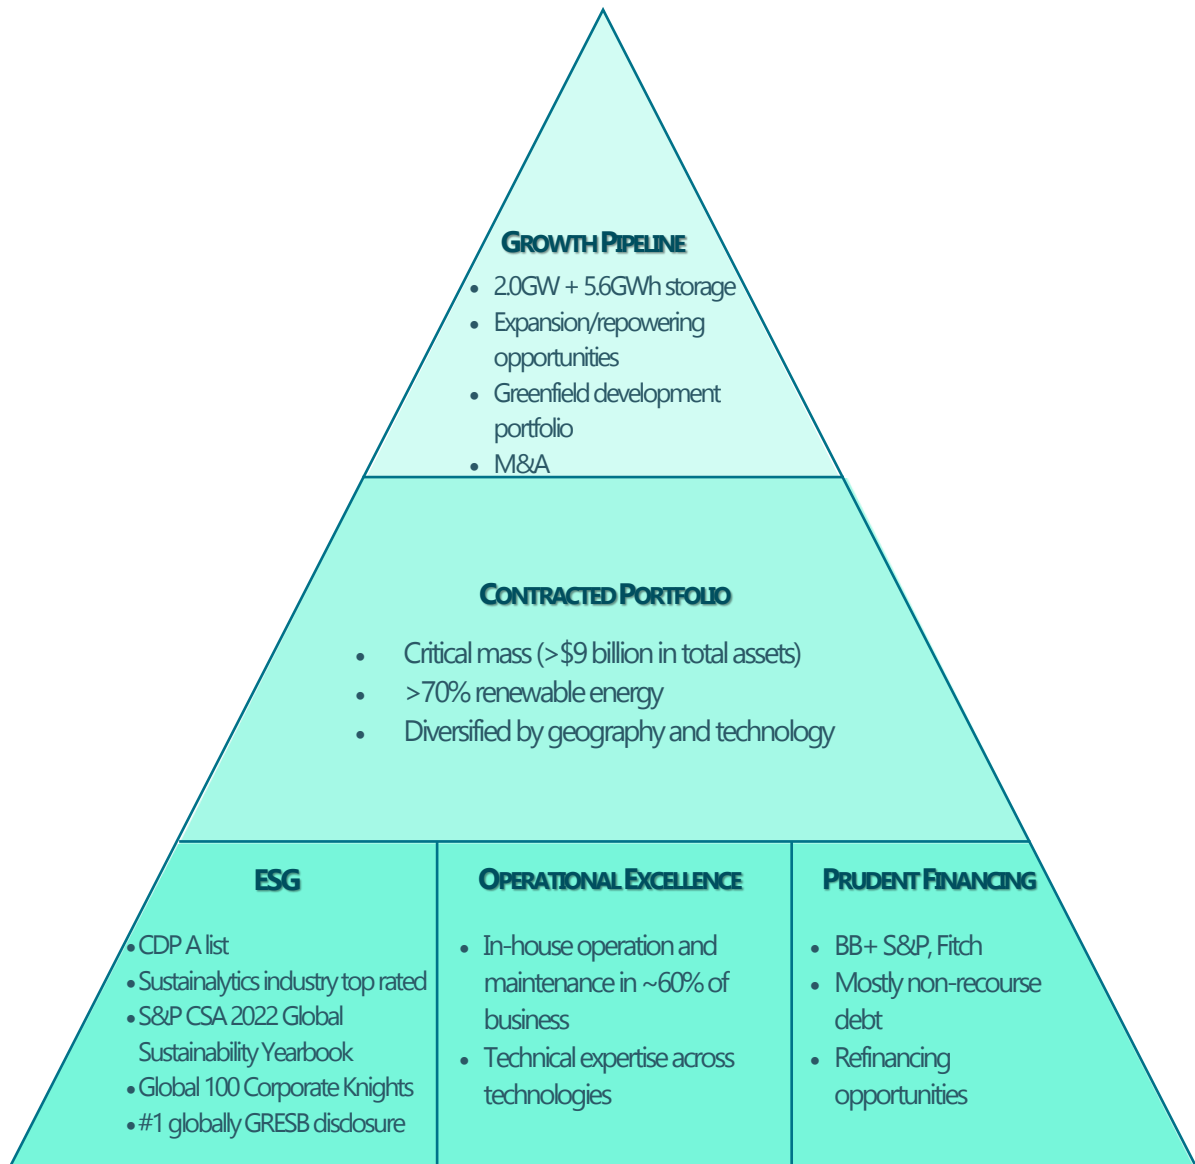 GROWTH PIPELINE
• 2.0GW + 5.6GWh storage
• Expansion/repowering
opportunities
• Greenfield development
portfolio
• M&A
CONTRACTED PORTFOLIO
• Critical mass (>$9 billion in total assets)
• >70% renewable energy
• Diversified by geography and technology
ESG
• CDP A list
• Sustainalytics industry top rated
• S&P CSA 2022 Global
Sustainability Yearbook
• Global 100 Corporate Knights
• #1 globally GRESB disclosure
OPERATIONAL EXCELLENCE
• In-house operation and
maintenance in ~60% of
business
• Technical expertise across
technologies
PRUDENT FINANCING
• BB+ S&P, Fitch
• Mostly non-recourse
debt
• Refinancing
opportunities